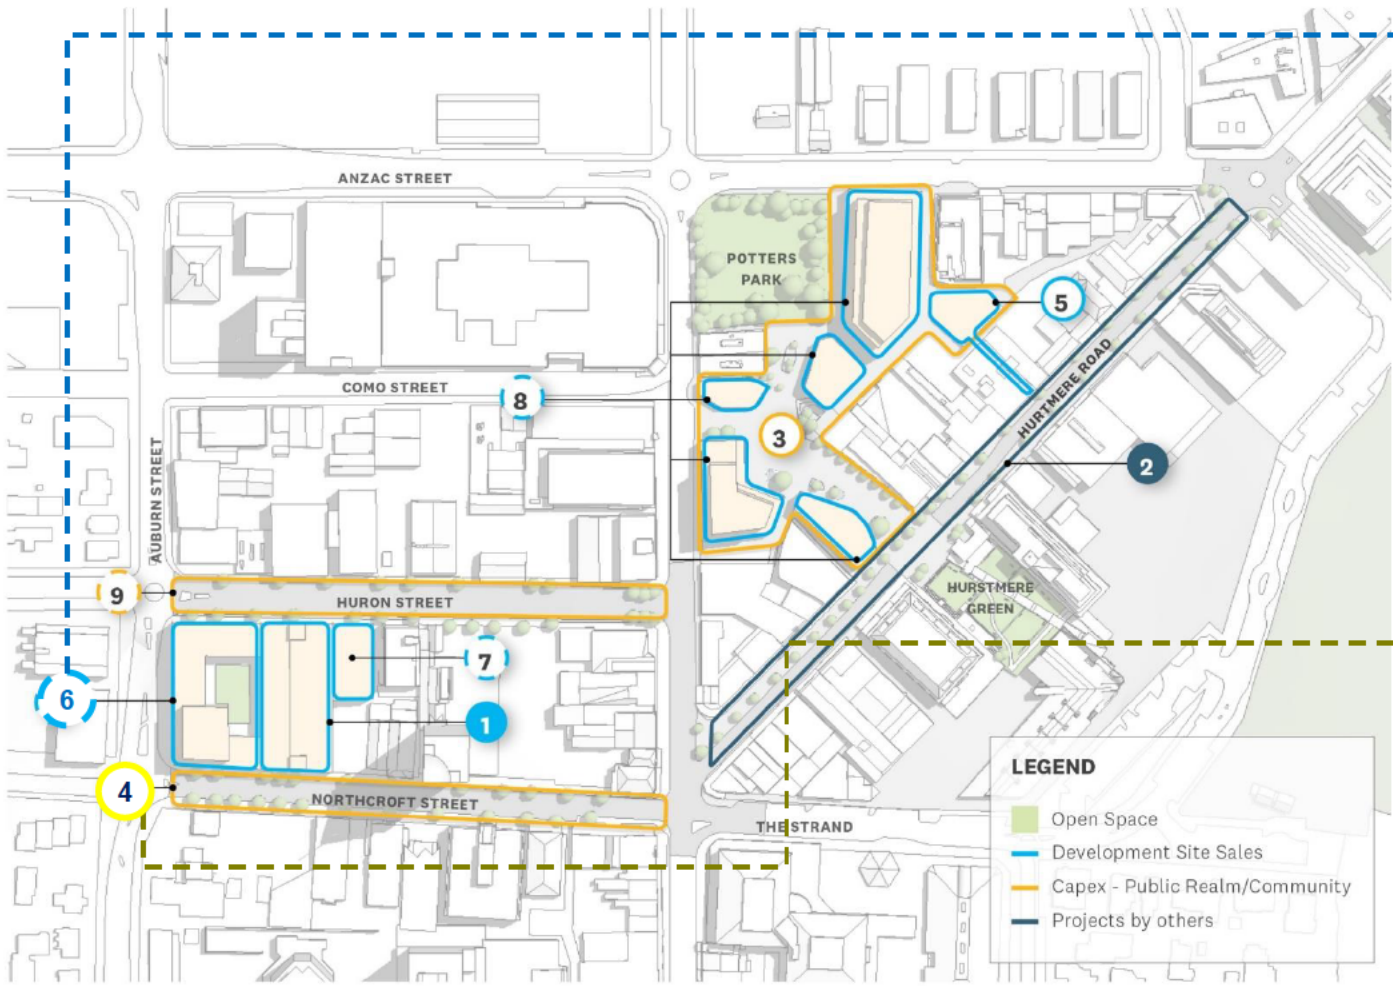 ANZAC STREET
POTTERS
PARK
5
COMO STREET
8
3
HURTMERE ROAD
2
AUBURN STREET
9
HURON STREET
HURSTMERE
GREEN
7
6
1
4
NORTHCROFT STREET
THE STRAND
LEGEND
Open Space
Development Site Sales
Capex - Public Realm/Community
Projects by others